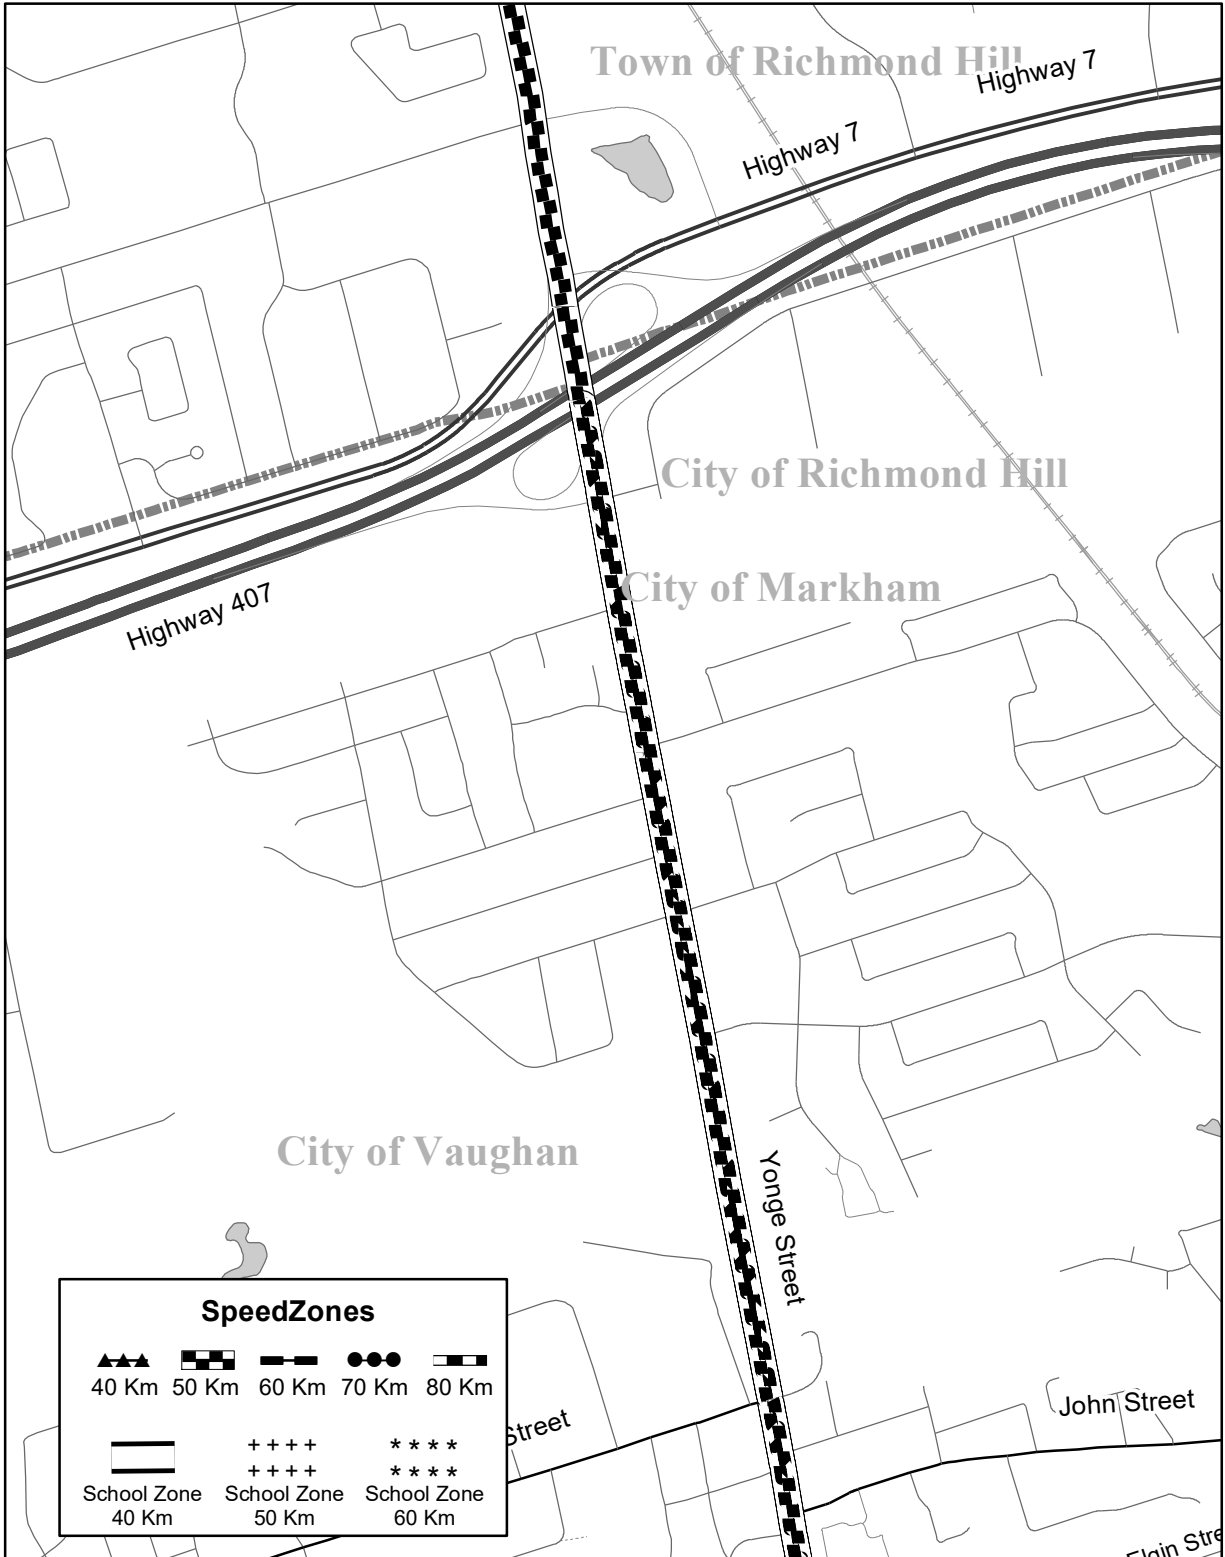 Town of Richmond Hill
Highway 7
Highway 7
City of Richmond Hill
City of Markham
Highway 407
City of Vaughan
Yonge Street
SpeedZones
40 Km 50 Km 60 Km 70 Km 80 Km
School Zone School Zone School Zone
40 Km 50 Km 60 Km
Street
John Street
Elgin Stre